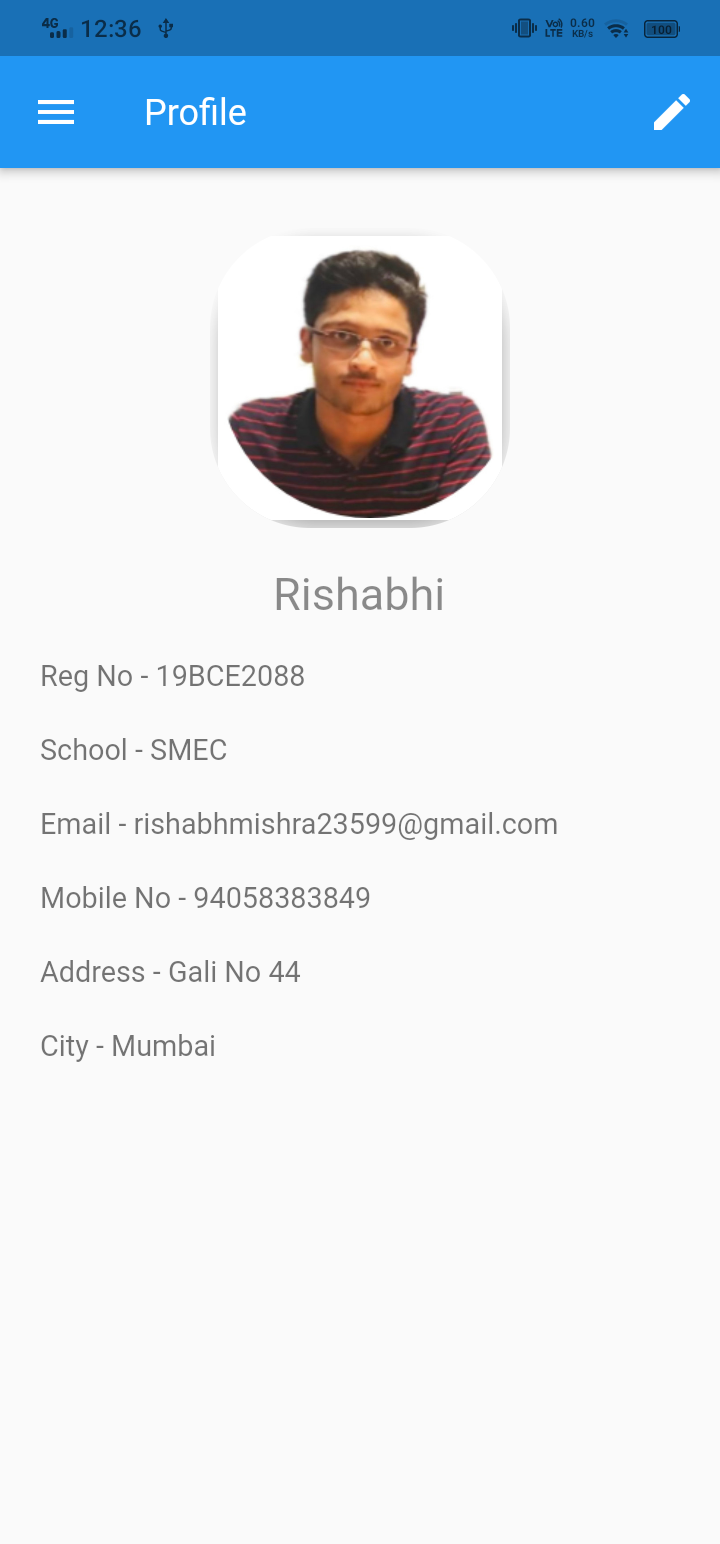 4G 12:36 Vo) LTE 0.60 KB/s 100
Profile
Rishabhi
Reg No - 19BCE2088
School - SMEC
Email - rishabhmishra23599@gmail.com
Mobile No - 94058383849
Address - Gali No 44
City - Mumbai